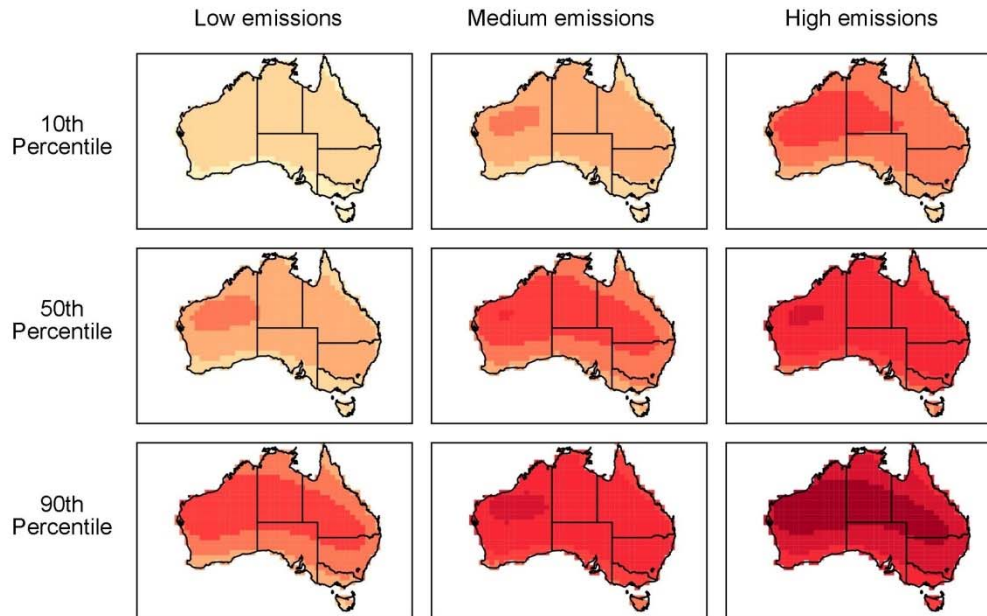 Low emissions
Medium emissions
High emissions
10th
Percentile
50th
Percentile
90th
Percentile